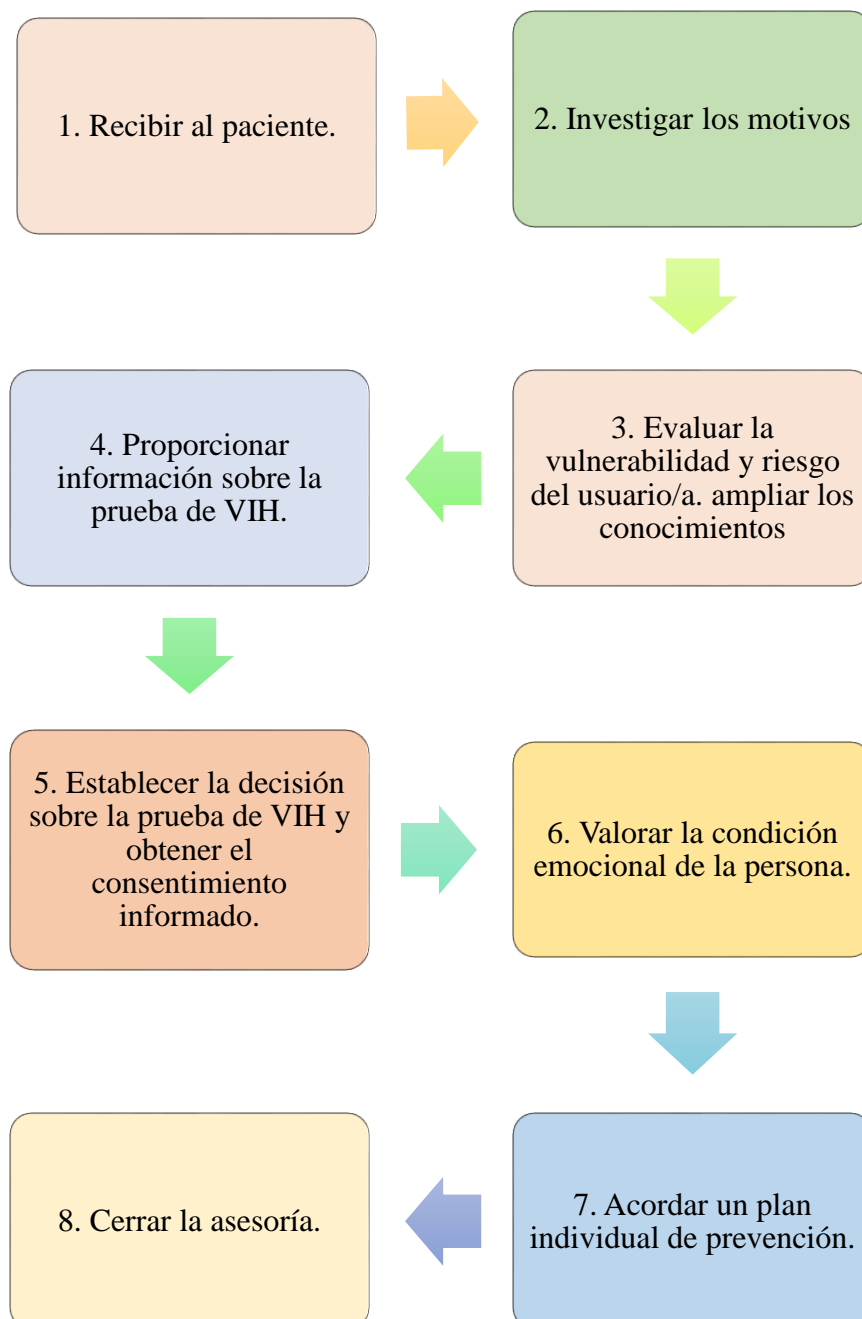 1. Recibir al paciente.
2. Investigar los motivos
3. Evaluar la
vulnerabilidad y riesgo
del usuario/a. ampliar los
conocimientos
4. Proporcionar
información sobre la
prueba de VIH.
5. Establecer la decisión
sobre la prueba de VIH y
obtener el
consentimiento
informado.
6. Valorar la condición
emocional de la persona.
7. Acordar un plan
individual de prevención.
8. Cerrar la asesoría.